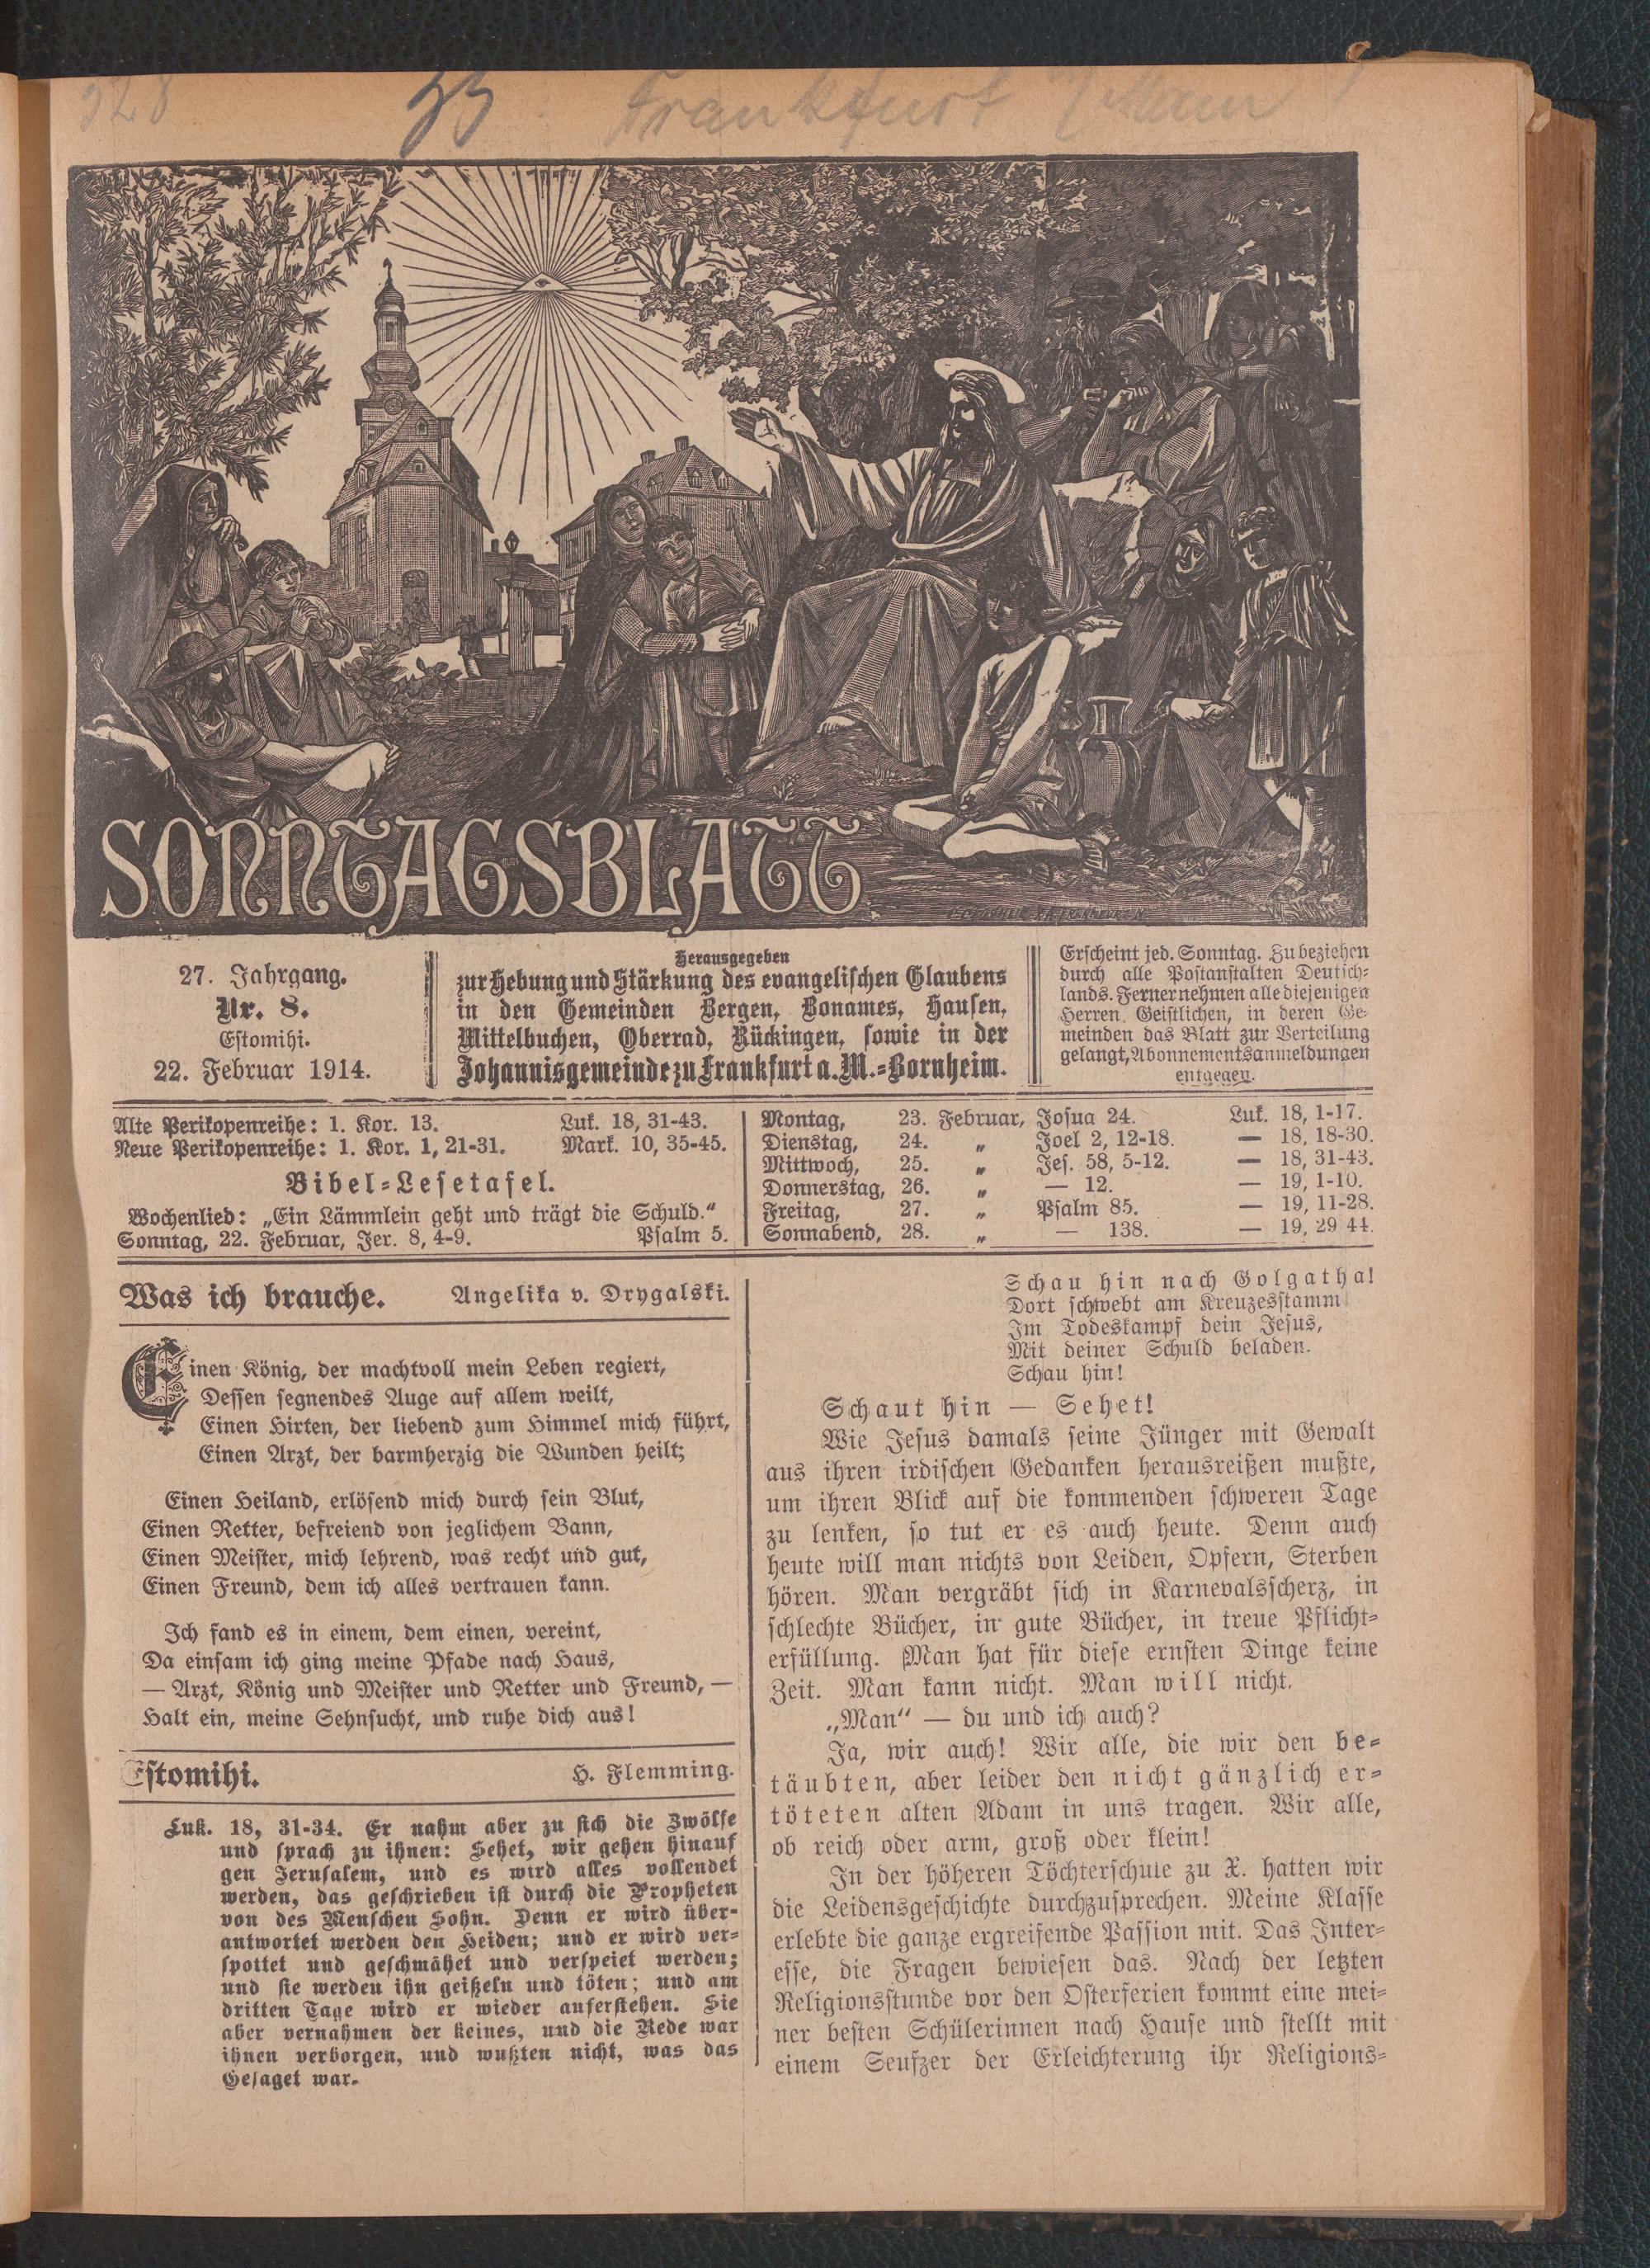 328 33 Frankfurt /Main
SONNTAGSBLATT
27. Jahrgang.
Nr. 8.
Estomihi.
22. Februar 1914.
Herausgegeben
zur Hebung und Stärkung des evangelischen Glaubens
in den Gemeinden Bergen, Bonames, Hausen,
Mittelbuchen, Oberrad, Rückingen, sowie in der
Johannisgemeinde zu Frankfurt a. M.-Bornheim.
Erscheint jed. Sonntag. Zu beziehen
durch alle Postanstalten Deutsch-
lands. Ferner nehmen alle diejenigen
Herren Geistlichen, in deren Ge-
meinden das Blatt zur Verteilung
gelangt, Abonnementsanmeldungen
entgegen.
Alte Perikopenreihe: 1. Kor. 13. Luk. 18, 31-43.
Neue Perikopenreihe: 1. Kor. 1, 21-31. Mark. 10, 35-45.
Bibel-Lesetafel.
Wochenlied: „Ein Lämmlein geht und trägt die Schuld.“
Sonntag, 22. Februar, Jer. 8, 4-9. Psalm 5.
Montag, 23. Februar, Josua 24. Luk. 18, 1-17.
Dienstag, 24. „ Joel 2, 12-18. — 18, 18-30.
Mittwoch, 25. „ Jes. 58, 5-12. — 18, 31-43.
Donnerstag, 26. „ — 12. — 19, 1-10.
Freitag, 27. „ Psalm 85. — 19, 11-28.
Sonnabend, 28. „ — 138. — 19, 29 44.
Was ich brauche. Angelika v. Drygalski.
Einen König, der machtvoll mein Leben regiert,
Dessen segnendes Auge auf allem weilt,
Einen Hirten, der liebend zum Himmel mich führt,
Einen Arzt, der barmherzig die Wunden heilt;
Einen Heiland, erlösend mich durch sein Blut,
Einen Retter, befreiend von jeglichem Bann,
Einen Meister, mich lehrend, was recht und gut,
Einen Freund, dem ich alles vertrauen kann.
Ich fand es in einem, dem einen, vereint,
Da einsam ich ging meine Pfade nach Haus,
— Arzt, König und Meister und Retter und Freund, —
Halt ein, meine Sehnsucht, und ruhe dich aus!
Estomihi. H. Flemming.
Luk. 18, 31-34. Er nahm aber zu sich die Zwölfe
und sprach zu ihnen: Sehet, wir gehen hinauf
gen Jerusalem, und es wird alles vollendet
werden, das geschrieben ist durch die Propheten
von des Menschen Sohn. Denn er wird über-
antwortet werden den Heiden; und er wird ver-
spottet und geschmähet und verspeiet werden;
und sie werden ihn geißeln und töten; und am
dritten Tage wird er wieder auferstehen. Sie
aber vernahmen der keines, und die Rede war
ihnen verborgen, und wußten nicht, was das
Gesaget war.
Schau hin nach Golgatha!
Dort schwebt am Kreuzesstamm
Im Todeskampf dein Jesus,
Mit deiner Schuld beladen.
Schau hin!
Schaut hin — Sehet!
Wie Jesus damals seine Jünger mit Gewalt
aus ihren irdischen Gedanken herausreißen mußte,
um ihren Blick auf die kommenden schweren Tage
zu lenken, so tut er es auch heute. Denn auch
heute will man nichts von Leiden, Opfern, Sterben
hören. Man vergräbt sich in Karnevalsscherz, in
schlechte Bücher, in gute Bücher, in treue Pflicht-
erfüllung. Man hat für diese ernsten Dinge keine
Zeit. Man kann nicht. Man will nicht.
„Man“ — du und ich auch?
Ja, wir auch! Wir alle, die wir den be-
täubten, aber leider den nicht gänzlich er-
töteten alten Adam in uns tragen. Wir alle,
ob reich oder arm, groß oder klein!
In der höheren Töchterschule zu X. hatten wir
die Leidensgeschichte durchzusprechen. Meine Klasse
erlebte die ganze ergreifende Passion mit. Das Inter-
esse, die Fragen bewiesen das. Nach der letzten
Religionsstunde vor den Osterferien kommt eine mei-
ner besten Schülerinnen nach Hause und stellt mit
einem Seufzer der Erleichterung ihr Religions-